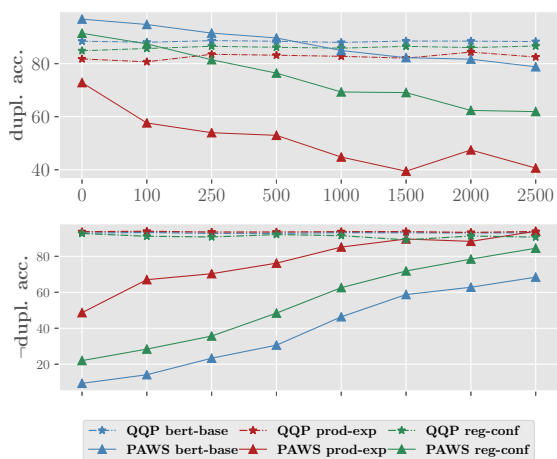 dupl. acc.
80
60
40
0 100 250 500 1000 1500 2000 2500
¬dupl. acc.
80
60
40
20
QQP bert-base QQP prod-exp QQP reg-conf
PAWS bert-base PAWS prod-exp PAWS reg-conf